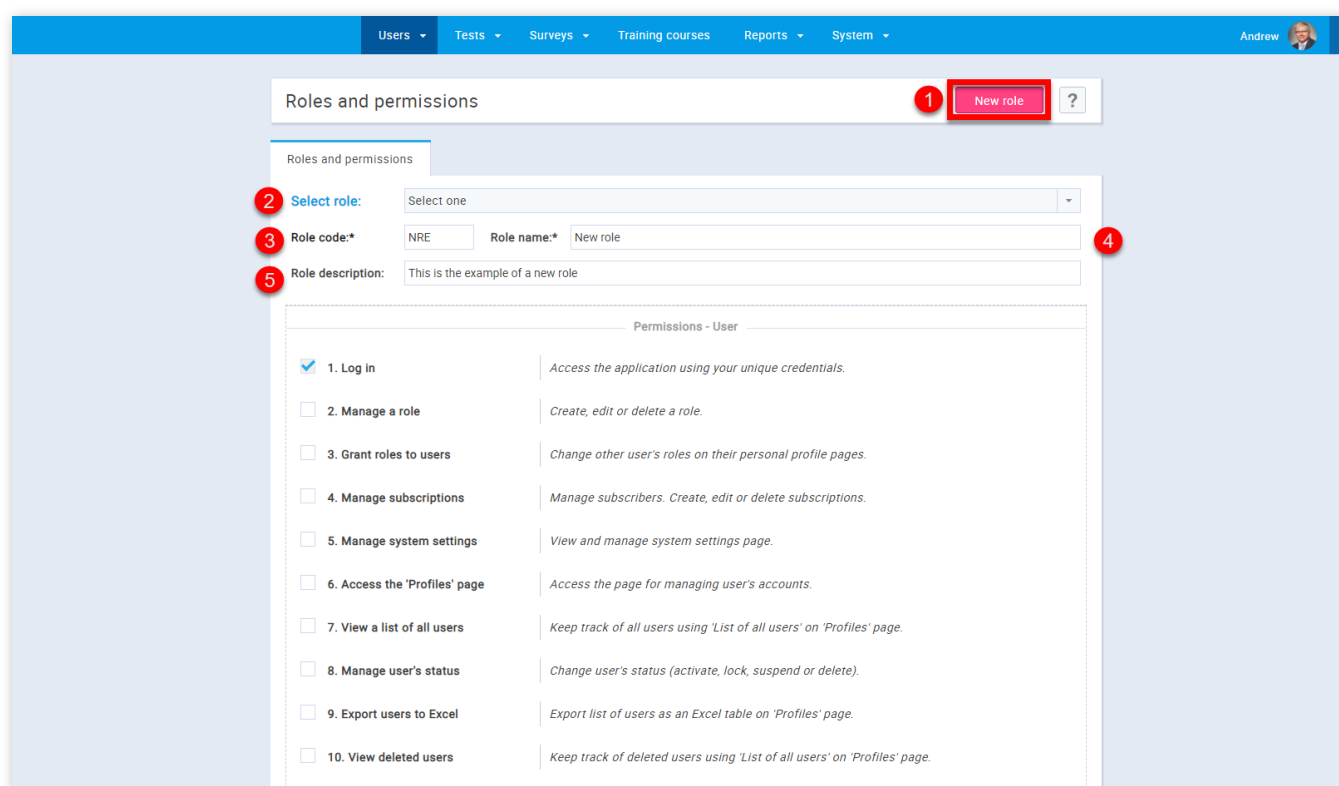 Users Tests Surveys Training courses Reports System Andrew
Roles and permissions 1 New role ?
Roles and permissions
2 Select role: Select one
3 Role code:* NRE Role name:* New role 4
5 Role description: This is the example of a new role
Permissions - User
1. Log in Access the application using your unique credentials.
2. Manage a role Create, edit or delete a role.
3. Grant roles to users Change other user's roles on their personal profile pages.
4. Manage subscriptions Manage subscribers. Create, edit or delete subscriptions.
5. Manage system settings View and manage system settings page.
6. Access the 'Profiles' page Access the page for managing user's accounts.
7. View a list of all users Keep track of all users using 'List of all users' on 'Profiles' page.
8. Manage user's status Change user's status (activate, lock, suspend or delete).
9. Export users to Excel Export list of users as an Excel table on 'Profiles' page.
10. View deleted users Keep track of deleted users using 'List of all users' on 'Profiles' page.